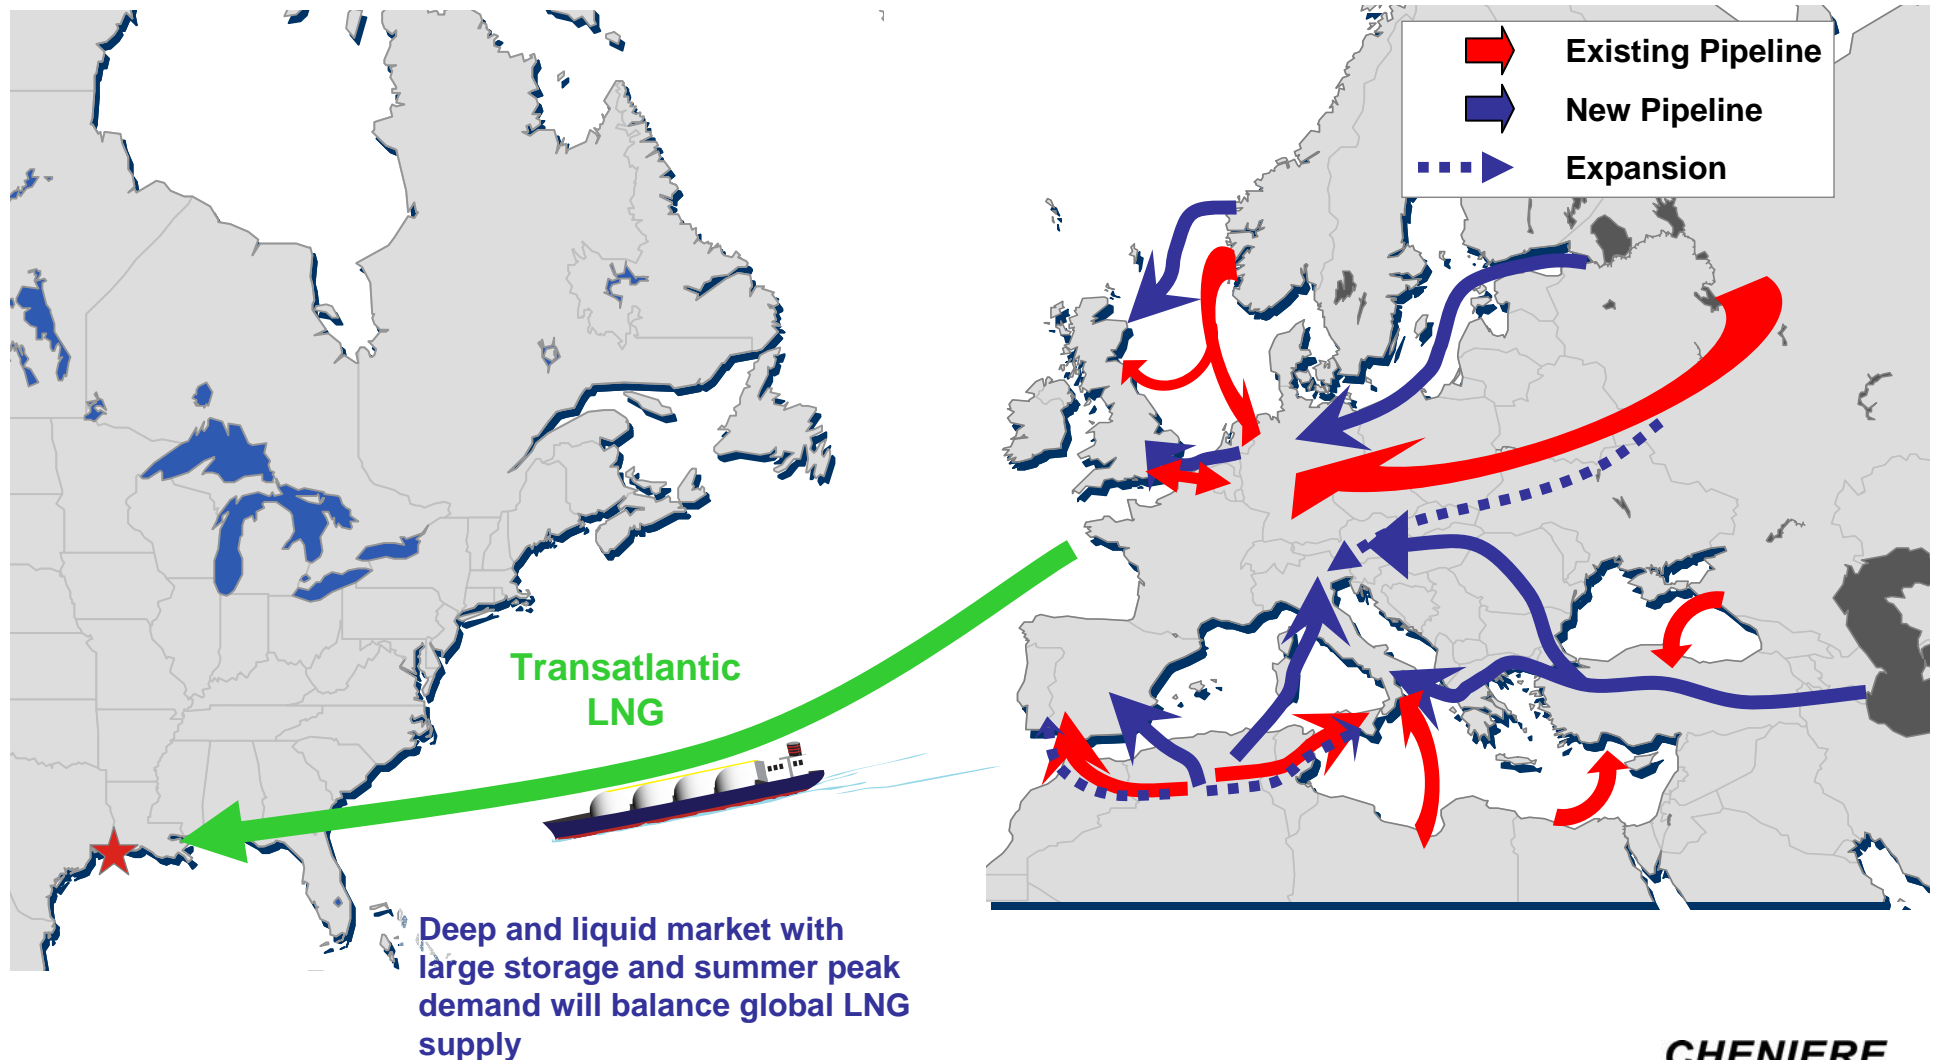 Existing Pipeline
New Pipeline
Expansion
Transatlantic
LNG
Deep and liquid market with
large storage and summer peak
demand will balance global LNG
supply
CHENIERE